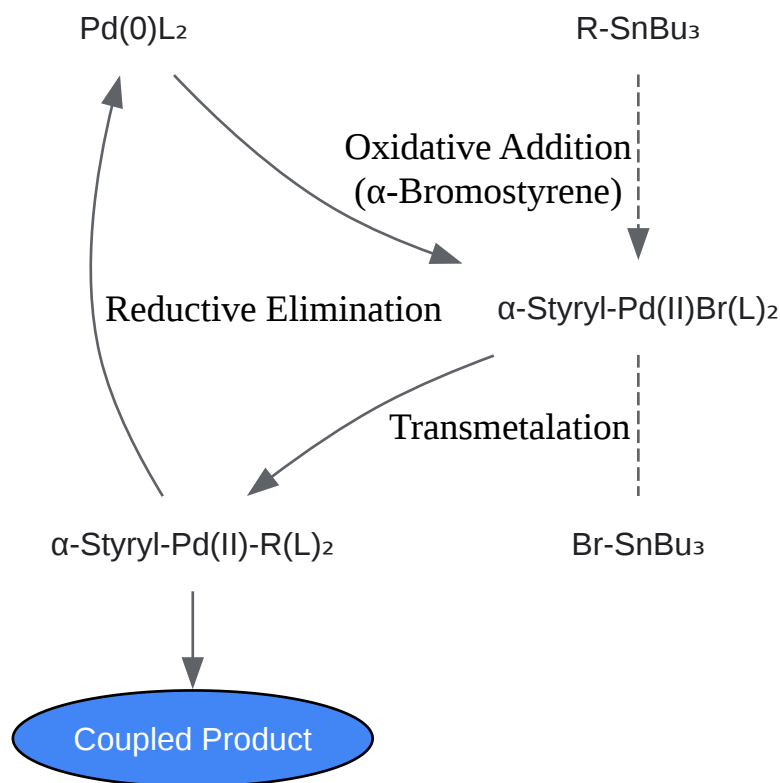 Pd(0)L₂
R-SnBu₃
Oxidative Addition
(α-Bromostyrene)
Reductive Elimination
α-Styryl-Pd(II)Br(L)₂
Transmetalation
α-Styryl-Pd(II)-R(L)₂
Br-SnBu₃
Coupled Product